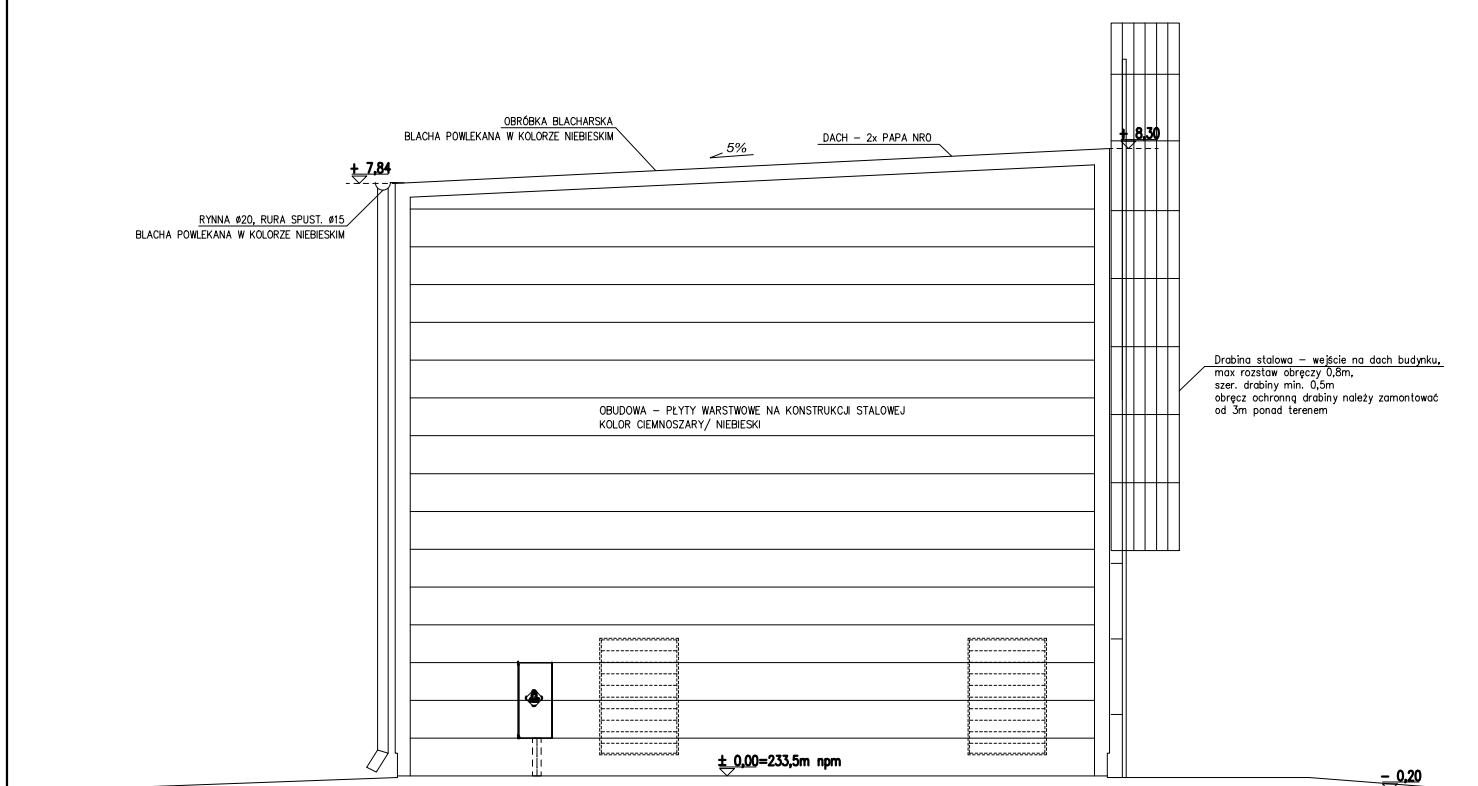 OBRÓBKA BLACHARSKA
BLACHA POWLEKANA W KOLORZE NIEBIESKIM
5%
DACH – 2x PAPA NRO
+ 8,30
+ 7,84
RYNNA ø20, RURA SPUST. ø15
BLACHA POWLEKANA W KOLORZE NIEBIESKIM
Drabina stalowa – wejście na dach budynku,
max rozstaw obręczy 0,8m,
szer. drabiny min. 0,5m
obręcz ochronną drabiny należy zamontować
od 3m ponad terenem
OBUDOWA – PŁYTY WARSTWOWE NA KONSTRUKCJI STALOWEJ
KOLOR CIEMNOSZARY/ NIEBIESKI
± 0,00=233,5m npm
– 0,20